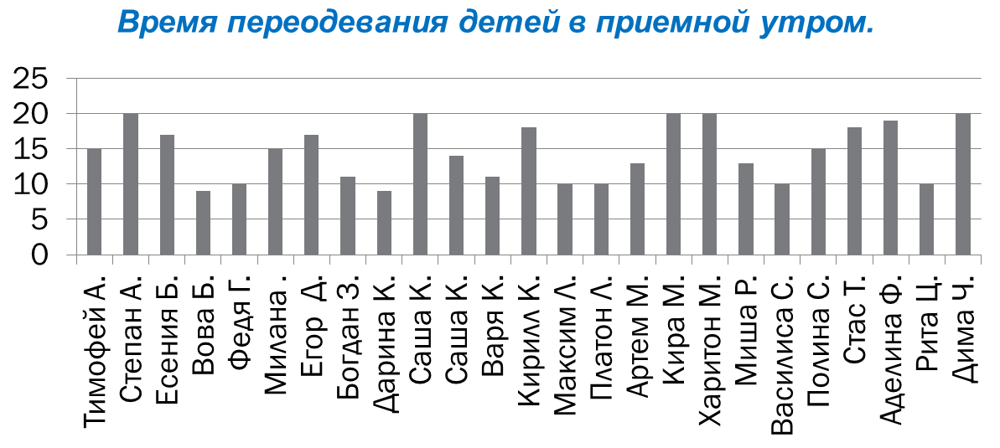 Время переодевания детей в приемной утром.
25
20
15
10
5
0
Тимофей А.
Степан А.
Есения Б.
Вова Б.
Федя Г.
Милана .
Егор Д.
Богдан З.
Дарина К.
Саша К.
Саша К.
Варя К.
Кирилл К.
Максим Л.
Платон Л.
Артем М.
Кира М.
Харитон М.
Миша Р.
Василиса С.
Полина С.
Стас Т.
Аделина Ф.
Рита Ц.
Дима Ч.